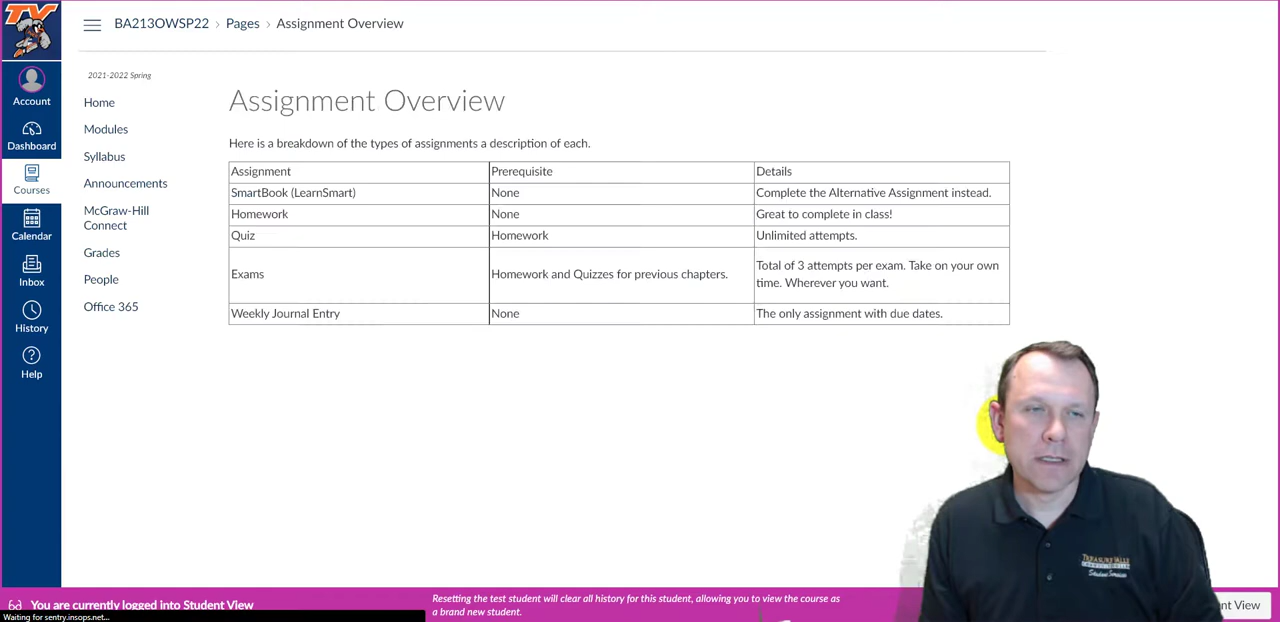 TV
BA213OWSP22 > Pages > Assignment Overview
2021-2022 Spring
Account
Dashboard
Courses
Calendar
Inbox
History
Help
Home
Modules
Syllabus
Announcements
McGraw-Hill
Connect
Grades
People
Office 365
Assignment Overview
Here is a breakdown of the types of assignments a description of each.
Assignment Prerequisite Details
SmartBook (LearnSmart) None Complete the Alternative Assignment instead.
Homework None Great to complete in class!
Quiz Homework Unlimited attempts.
Exams Homework and Quizzes for previous chapters. Total of 3 attempts per exam. Take on your own
time. Wherever you want.
Weekly Journal Entry None The only assignment with due dates.
Treasure Valle
Student Services
You are currently logged into Student View
Resetting the test student will clear all history for this student, allowing you to view the course as
a brand new student.
nt View
Waiting for sentry.insops.net...